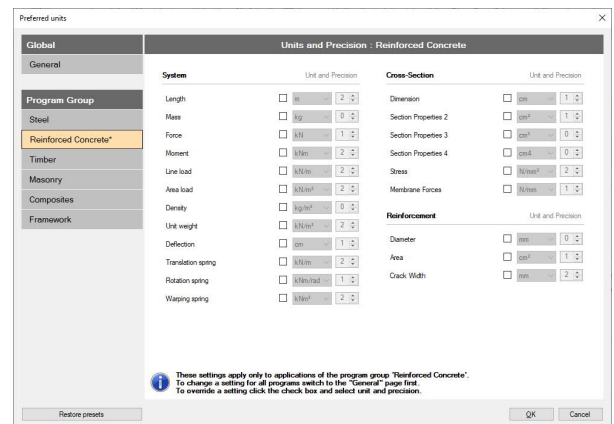 Preferred units
Global
General
Program Group
Steel
Reinforced Concrete*
Timber
Masonry
Composites
Framework
Restore presets
Units and Precision : Reinforced Concrete
System Unit and Precision
Length m 2
Mass kg 0
Force kN 1
Moment kNm 2
Line load kN/m 2
Area load kN/m² 2
Density kg/m³ 0
Unit weight kN/m³ 2
Deflection cm 1
Translation spring kN/m 2
Rotation spring kNm/rad 1
Warping spring kNm³ 2
Cross-Section Unit and Precision
Dimension cm 1
Section Properties 2 cm² 1
Section Properties 3 cm³ 0
Section Properties 4 cm4 0
Stress N/mm² 2
Membrane Forces N/mm 1
Reinforcement Unit and Precision
Diameter mm 0
Area cm² 1
Crack Width mm 2
These settings apply only to applications of the program group "Reinforced Concrete".
To change a setting for all programs switch to the "General" page first.
To override a setting click the check box and select unit and precision.
OK Cancel